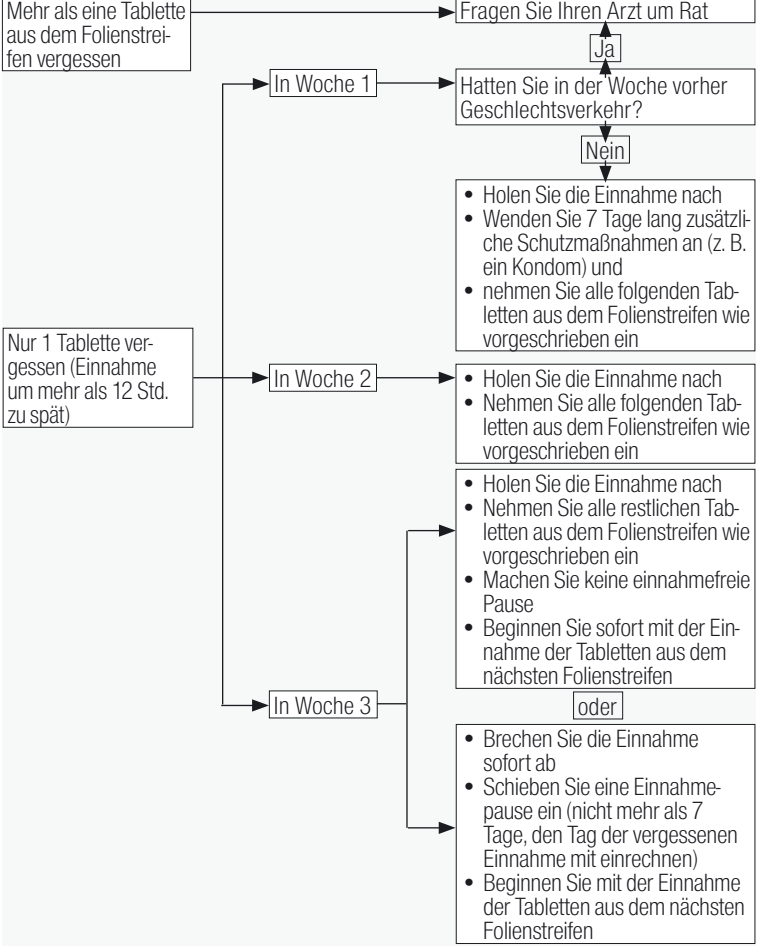 Mehr als eine Tablette
aus dem Folienstrei-
fen vergessen
Fragen Sie Ihren Arzt um Rat
Ja
In Woche 1
Hatten Sie in der Woche vorher
Geschlechtsverkehr?
Nein
• Holen Sie die Einnahme nach
• Wenden Sie 7 Tage lang zusätzli-
che Schutzmaßnahmen an (z. B.
ein Kondom) und
• nehmen Sie alle folgenden Tab-
letten aus dem Folienstreifen wie
vorgeschrieben ein
Nur 1 Tablette ver-
gessen (Einnahme
um mehr als 12 Std.
zu spät)
In Woche 2
• Holen Sie die Einnahme nach
• Nehmen Sie alle folgenden Tab-
letten aus dem Folienstreifen wie
vorgeschrieben ein
In Woche 3
• Holen Sie die Einnahme nach
• Nehmen Sie alle restlichen Tab-
letten aus dem Folienstreifen wie
vorgeschrieben ein
• Machen Sie keine einnahmefreie
Pause
• Beginnen Sie sofort mit der Ein-
nahme der Tabletten aus dem
nächsten Folienstreifen
oder
• Brechen Sie die Einnahme
sofort ab
• Schieben Sie eine Einnahme-
pause ein (nicht mehr als 7
Tage, den Tag der vergessenen
Einnahme mit einrechnen)
• Beginnen Sie mit der Einnahme
der Tabletten aus dem nächsten
Folienstreifen